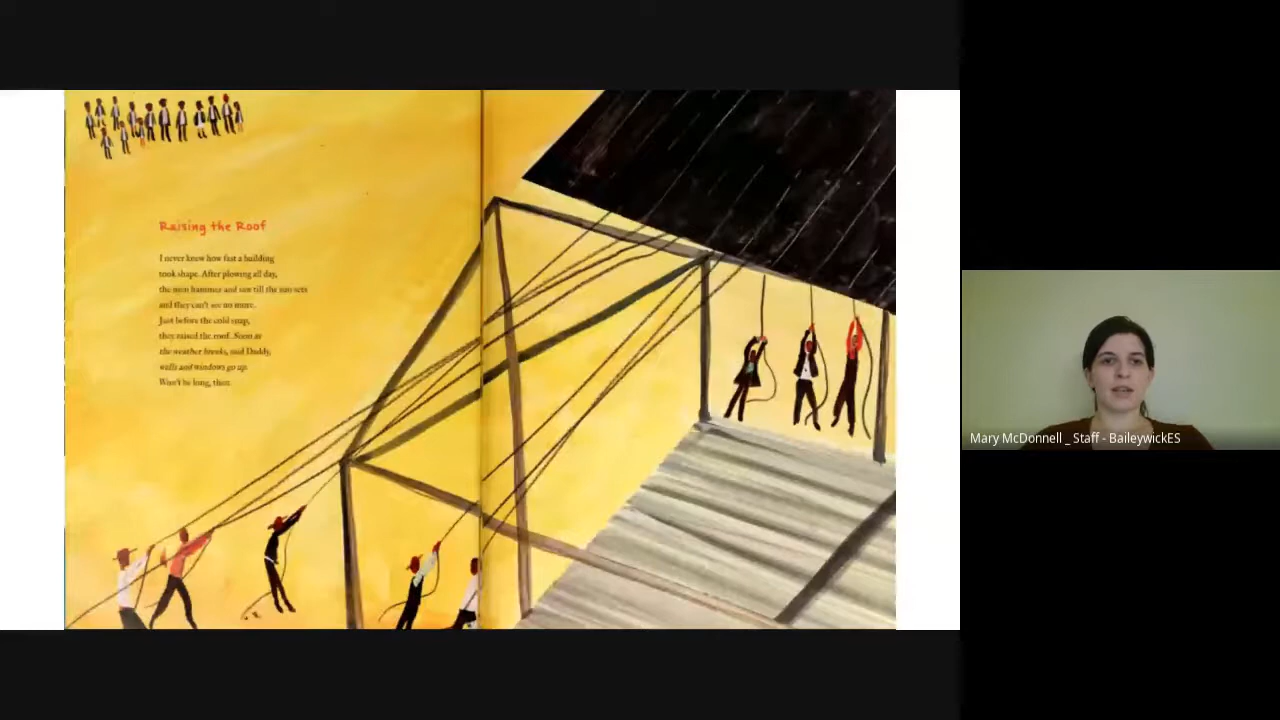 Raising the Roof
I never knew how fast a building
took shape. After plowing all day,
the men hammer and saw till the sun sets
and they can't see no more.
Just before the cold snap,
they raised the roof. Soon as
the weather breaks, said Daddy,
walls and windows go up.
Won't be long, then.
Mary McDonnell _ Staff - BaileywickES